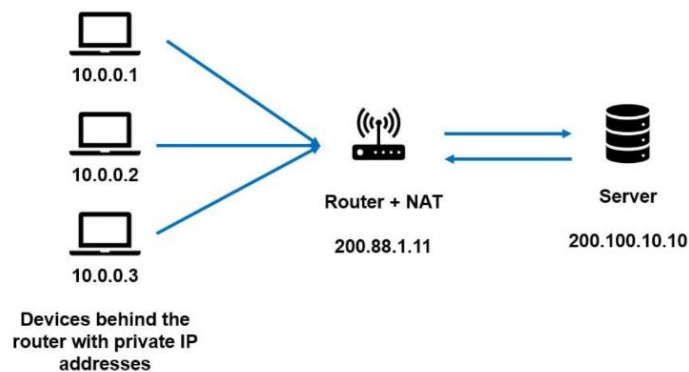 10.0.0.1
10.0.0.2
10.0.0.3
Devices behind the
router with private IP
addresses
Router + NAT
200.88.1.11
Server
200.100.10.10